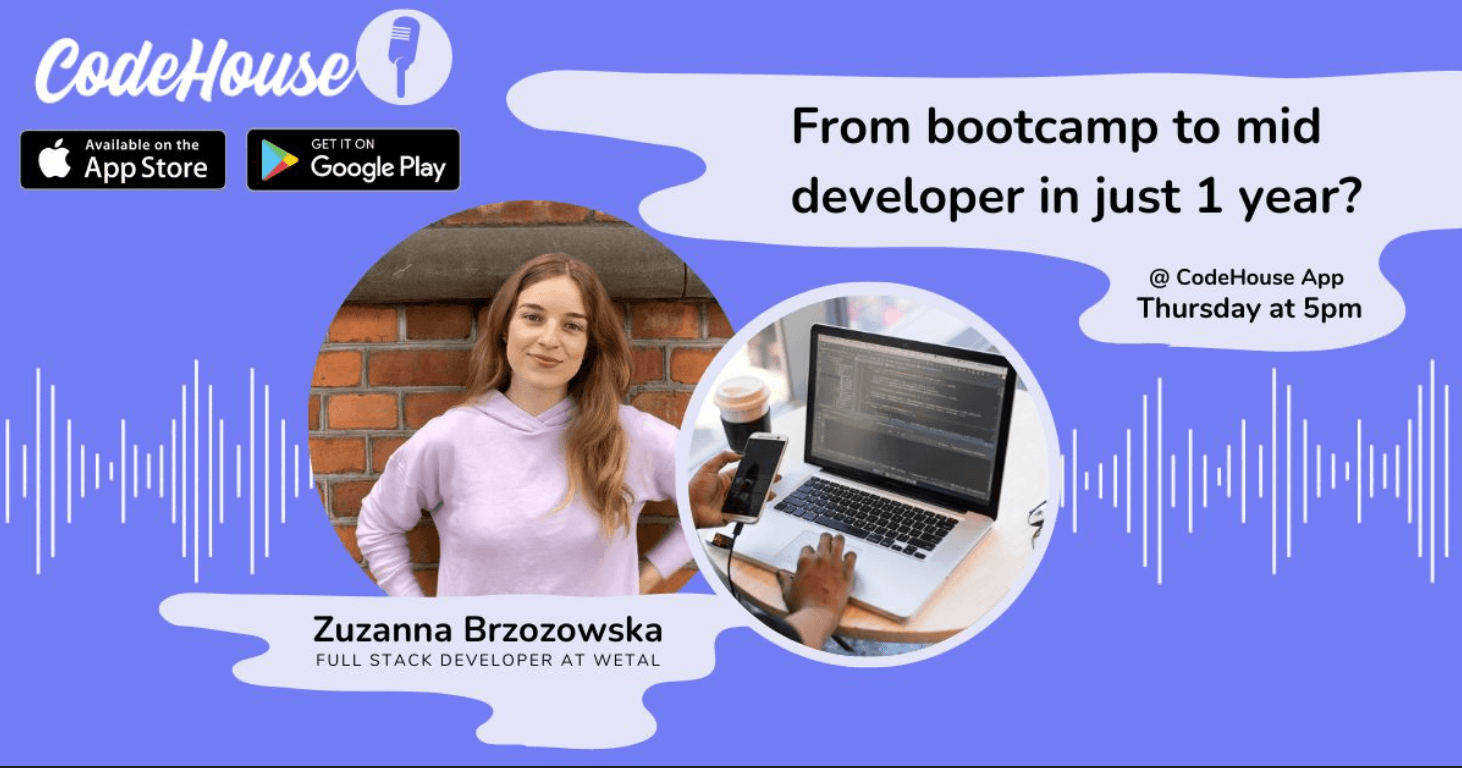 CodeHouse
Available on the
App Store
GET IT ON
Google Play
From bootcamp to mid
developer in just 1 year?
@ CodeHouse App
Thursday at 5pm
Zuzanna Brzozowska
FULL STACK DEVELOPER AT WETAL